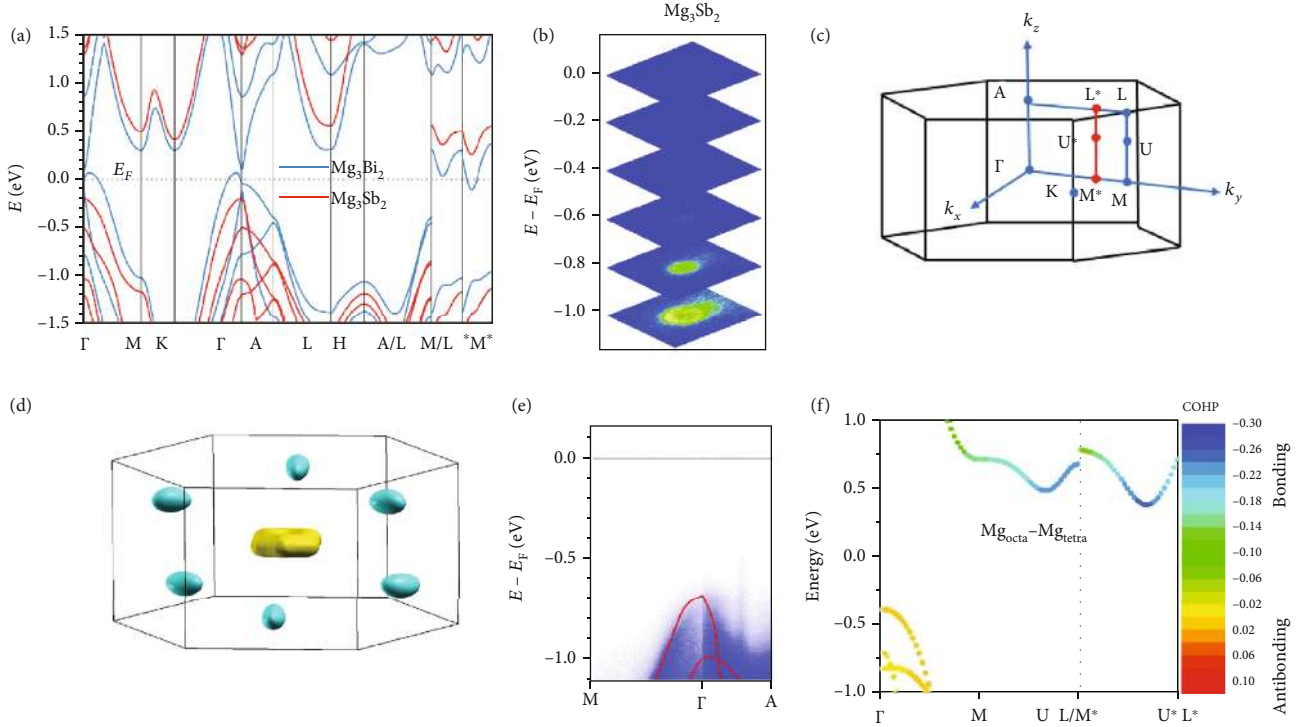 (a)
1.5
1.0
0.5
0.0
−0.5
−1.0
−1.5
E (eV)
E_F
Mg₃Bi₂
Mg₃Sb₂
Γ M K Γ A L H A/L M/L *M*
Mg₃Sb₂
(b)
0.0
−0.2
−0.4
−0.6
−0.8
−1.0
E − E_F (eV)
(c)
k_z
A L* L
U* U
Γ
K M* M
k_x k_y
(d)
(e)
0.0
−0.5
−1.0
E − E_F (eV)
M Γ A
(f)
1.0
0.5
0.0
−0.5
−1.0
Energy (eV)
Mg_octa−Mg_tetra
Γ M U L/M* U* L*
COHP
−0.30
−0.26
−0.22
−0.18
−0.14
−0.10
−0.06
−0.02
0.02
0.06
0.10
Bonding
Antibonding